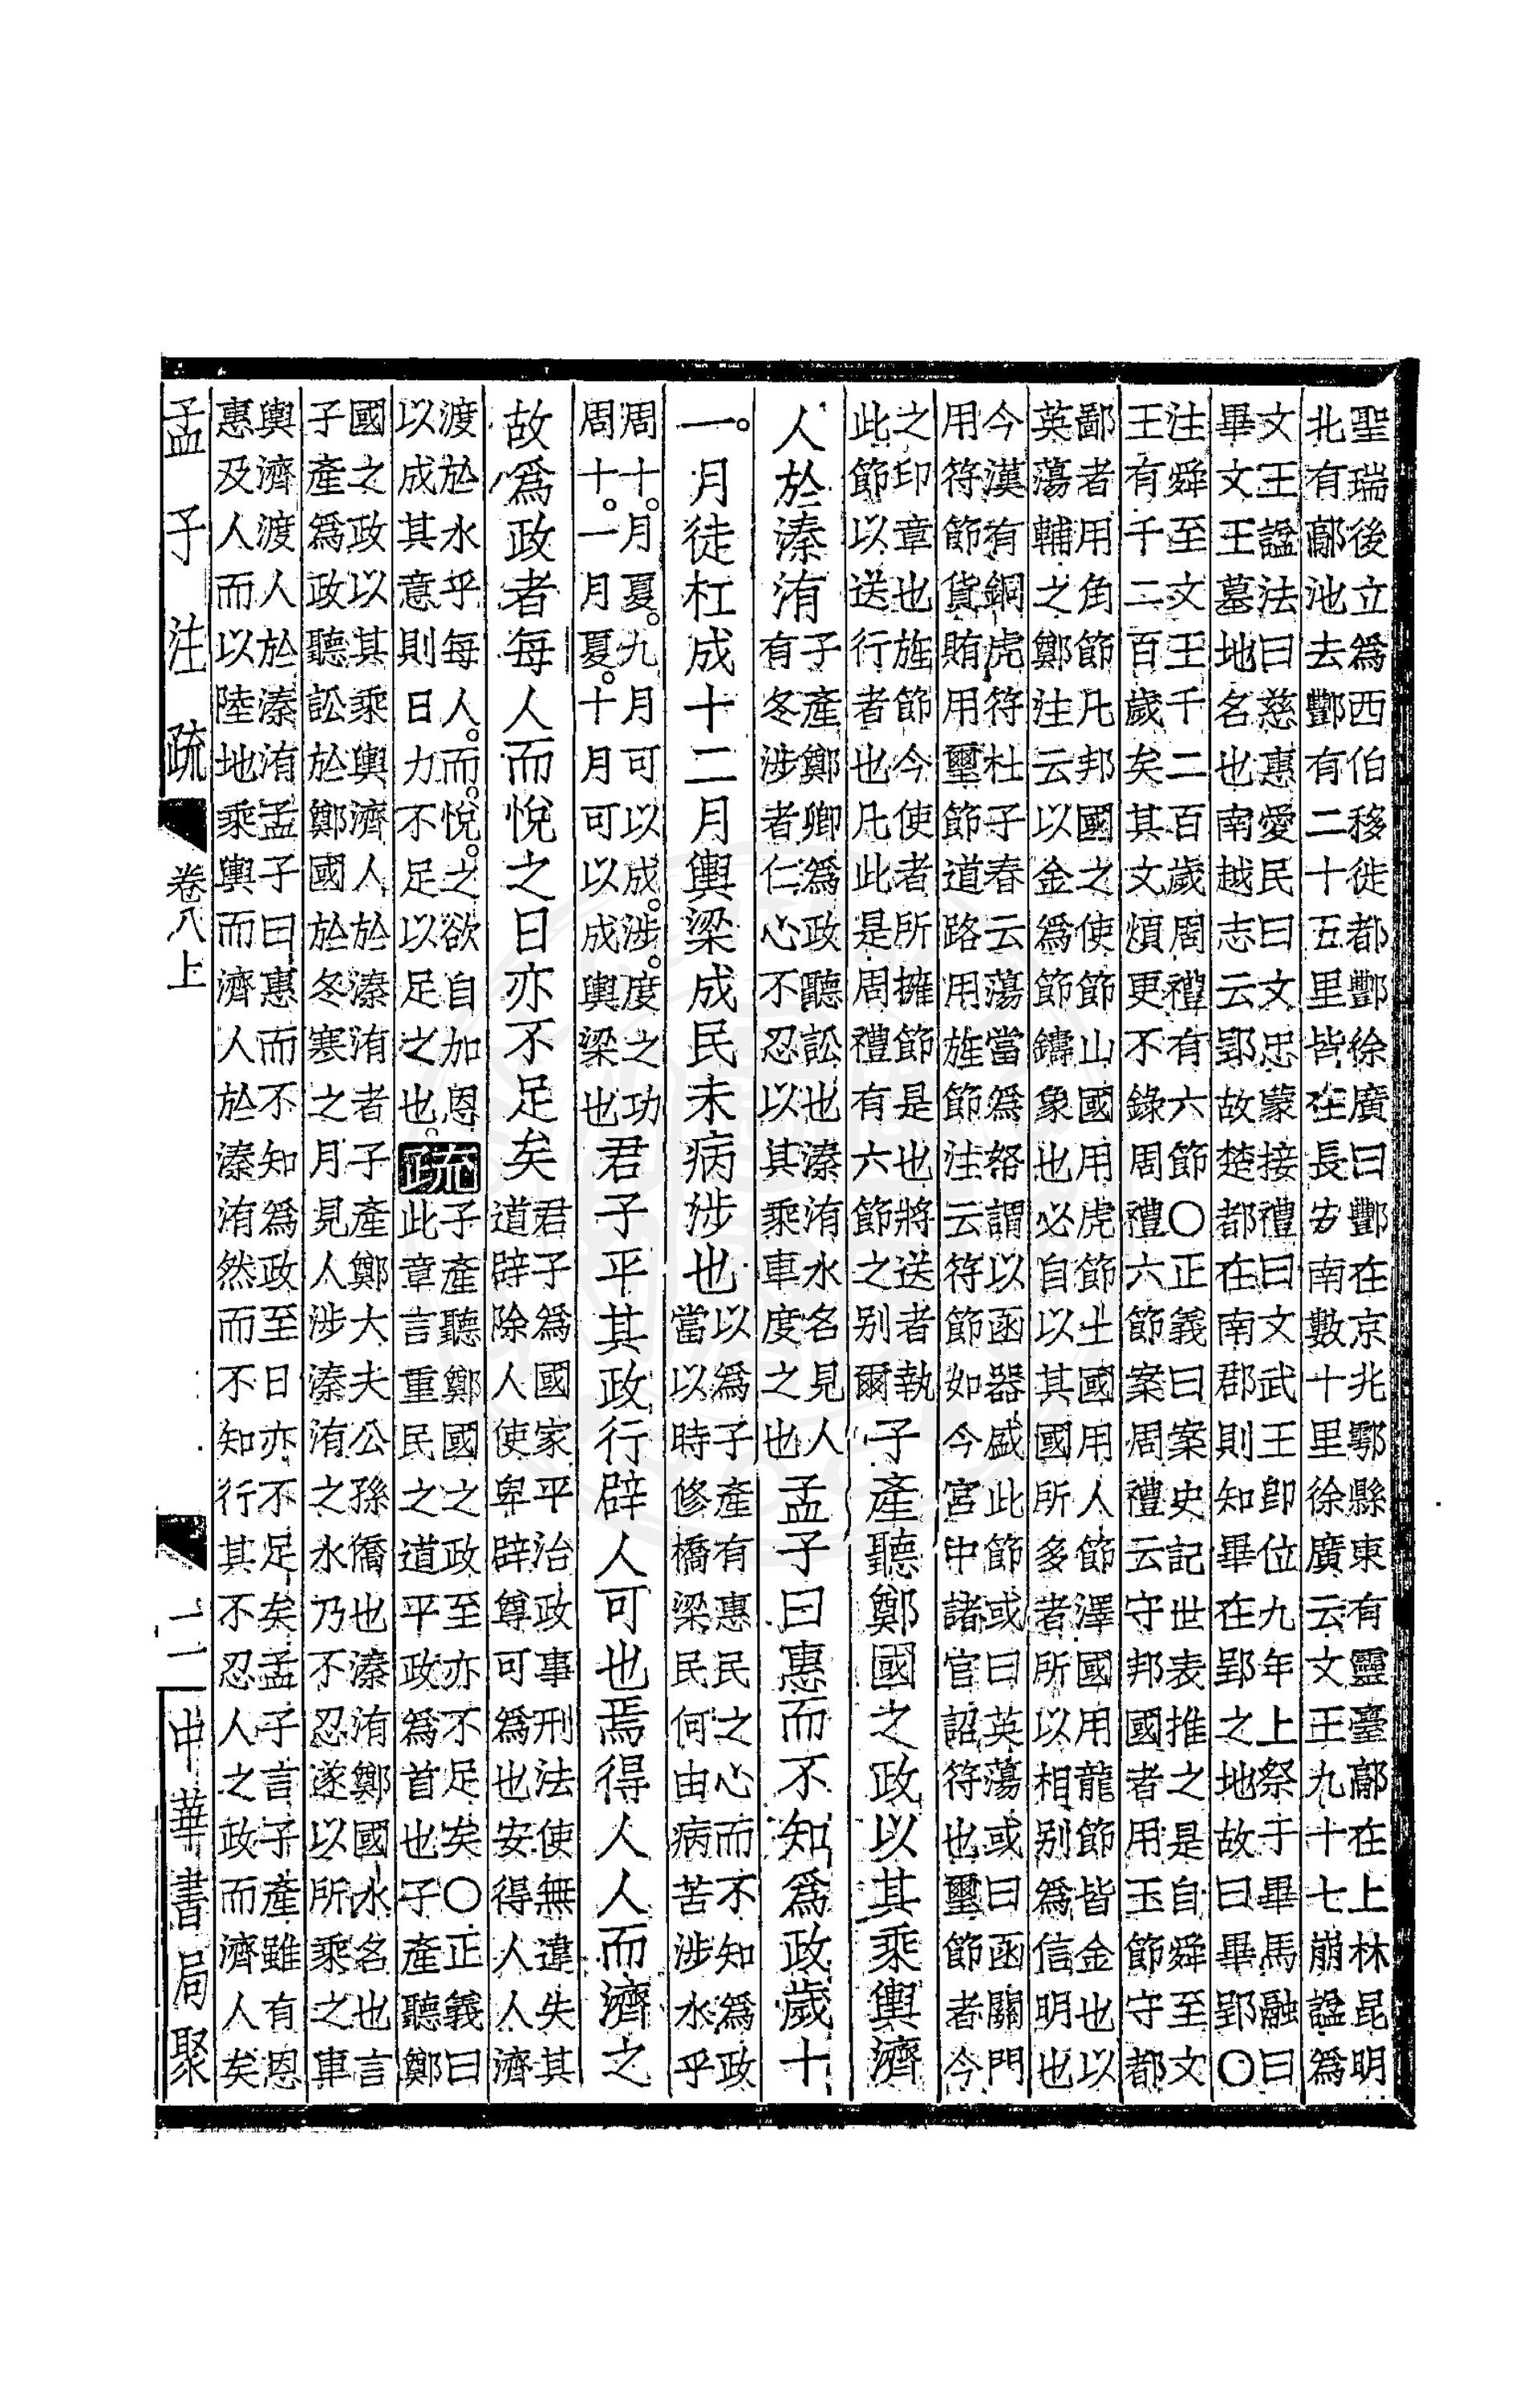 聖瑞後立爲西伯移徙都酆徐廣曰酆在京兆鄠縣東有靈臺鄗在上林昆明
北有鄗池去酆有二十五里皆在長安南數十里徐廣云文王九十七崩諡爲
文王諡法曰慈惠愛民曰文忠蒙接禮曰文武王即位九年上祭于畢馬融曰
畢文王墓地名也南越志云郢故楚都在南郡則知畢在郢之地故曰畢郢〇
注舜至文王千二百歲周禮有六節〇正義曰案史記世表推之是自舜至文
王有千二百歲矣其文煩更不錄周禮六節案周禮云守邦國者用玉節守都
鄙者用角節凡邦國之使節山國用虎節土國用人節澤國用龍節皆金也以
英蕩輔之鄭注云以金爲節鑄象也必自以其國所多者所以相别爲信明也
今漢有銅虎符杜子春云蕩當爲帑謂以函器盛此節或曰英蕩或曰函關門
用符節貨賄用璽節道路用旌節注云符節如今宮中諸官詔符也璽節者今
之印章也旌節今使者所擁節是也將送者執
此節以送行者也凡此是周禮有六節之别爾
子產聽鄭國之政以其乘輿濟
人於溱洧
子產鄭卿爲政聽訟也溱洧水名見人
有冬涉者仁心不忍以其乘車度之也
孟子曰惠而不知爲政歲十
一。月徒杠成十二月輿梁成民未病涉也
以爲子產有惠民之心而不知爲政
當以時修橋梁民何由病苦涉水乎
周十。月夏。九月可以成。涉。度之功
周十。一月夏。十月可以成輿梁也
君子平其政行辟人可也焉得人人而濟之
故爲政者每人而悅之日亦不足矣
君子爲國家平治政事刑法使無違失其
道辟除人使卑辟尊可爲也安得人人濟
渡於水乎每人。而。悅。之欲自加恩
以成其意則日力不足以足之也。
疏
子產聽鄭國之政至亦不足矣〇正義曰
此章言重民之道平政爲首也子產聽鄭
國之政以其乘輿濟人於溱洧者子產鄭大夫公孫僑也溱洧鄭國水名也言
子產爲政聽訟於鄭國於冬寒之月見人涉溱洧之水乃不忍遂以所乘之車
輿濟渡人於溱洧孟子曰惠而不知爲政至日亦不足矣孟子言子產雖有恩
惠及人而以陸地乘輿而濟人於溱洧然而不知行其不忍人之政而濟人矣
孟子注疏 卷八上 二 中華書局聚